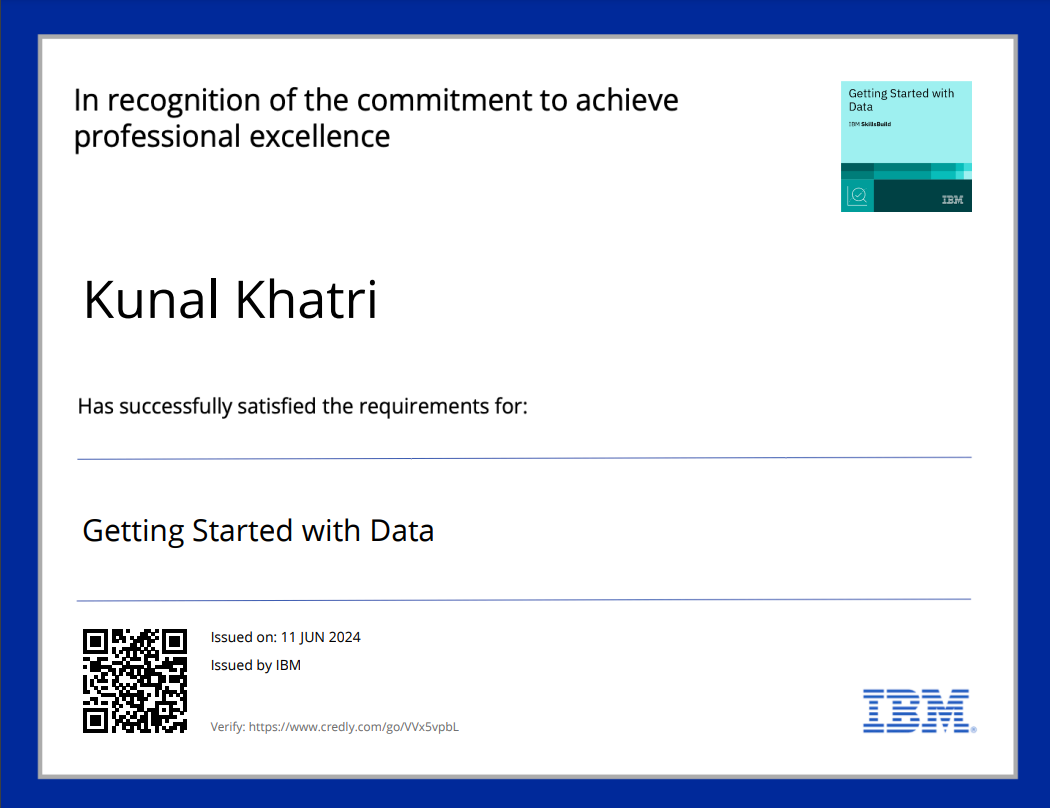 In recognition of the commitment to achieve
professional excellence
Getting Started with
Data
IBM SkillsBuild
IBM
Kunal Khatri
Has successfully satisfied the requirements for:
Getting Started with Data
Issued on: 11 JUN 2024
Issued by IBM
Verify: https://www.credly.com/go/VVx5vpbL
IBM®